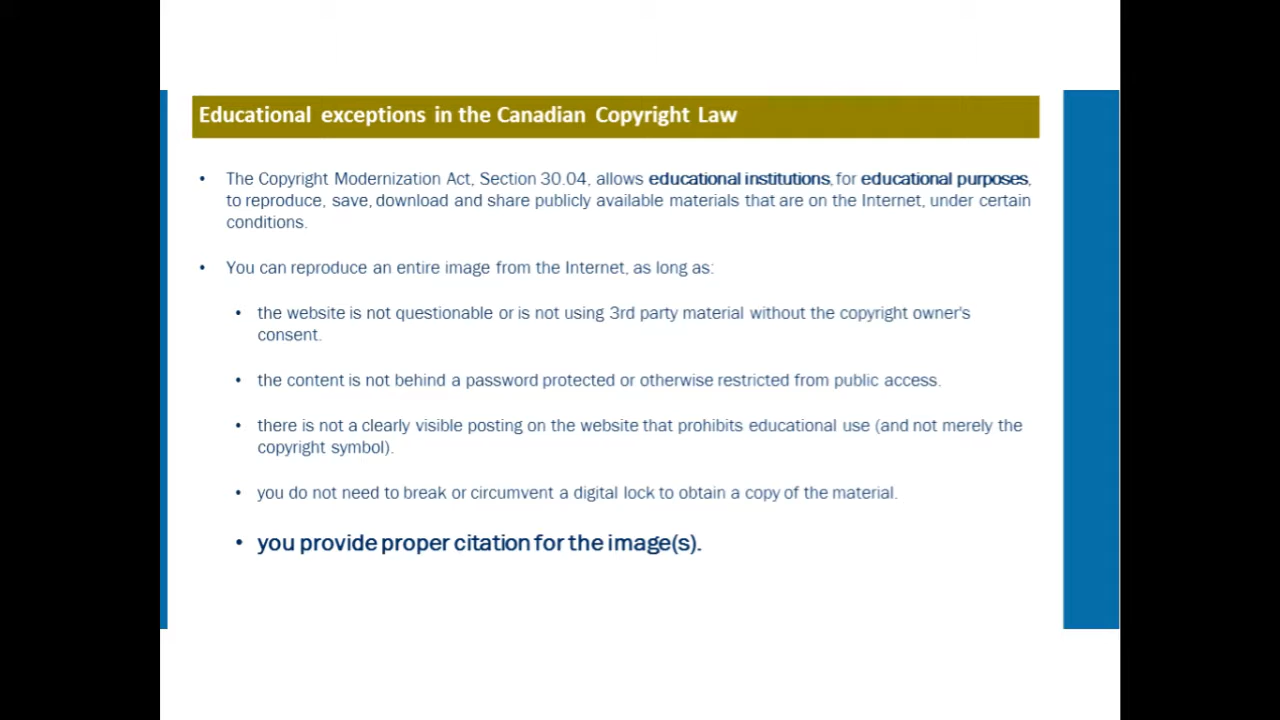 Educational exceptions in the Canadian Copyright Law
• The Copyright Modernization Act, Section 30.04, allows educational institutions, for educational purposes,
to reproduce, save, download and share publicly available materials that are on the Internet, under certain
conditions.
• You can reproduce an entire image from the Internet, as long as:
• the website is not questionable or is not using 3rd party material without the copyright owner's
consent.
• the content is not behind a password protected or otherwise restricted from public access.
• there is not a clearly visible posting on the website that prohibits educational use (and not merely the
copyright symbol).
• you do not need to break or circumvent a digital lock to obtain a copy of the material.
• you provide proper citation for the image(s).